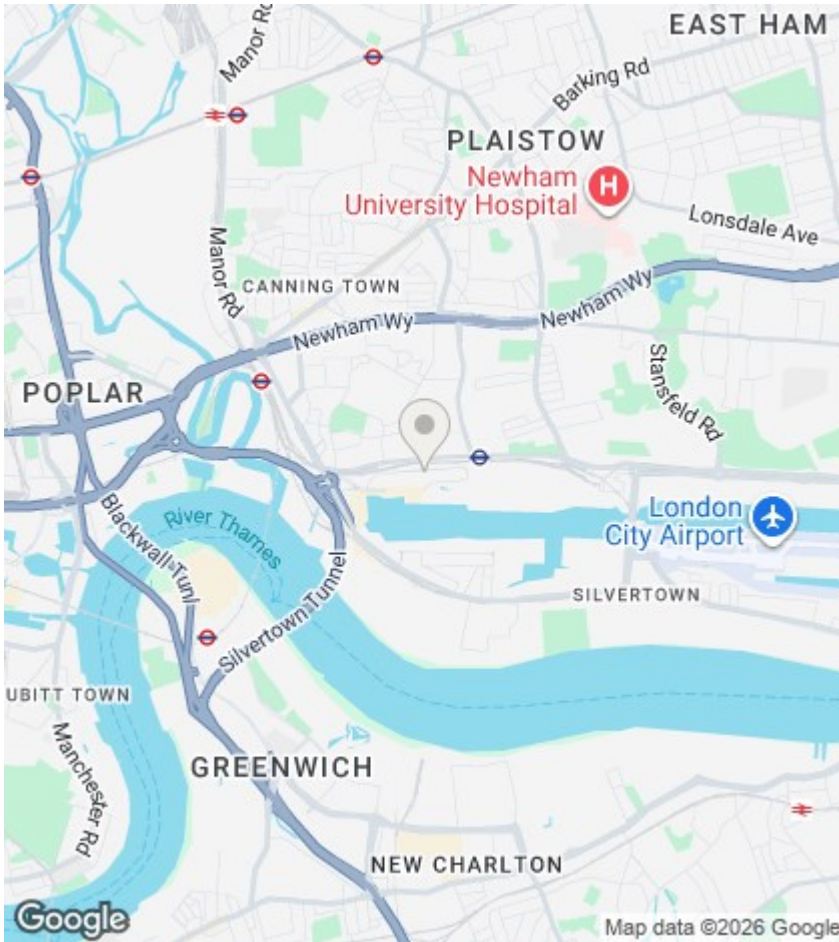 EAST HAM
Manor Rd
Barking Rd
PLAISTOW
Newham
University Hospital
H
Lonsdale Ave
Manor Rd
CANNING TOWN
Newham Wy
Newham Wy
Stansfeld Rd
POPLAR
Blackwall Tunl
River Thames
London
City Airport
Silvertown Tunnel
SILVERTOWN
UBITT TOWN
Manchester Rd
GREENWICH
NEW CHARLTON
Google
Map data ©2026 Google